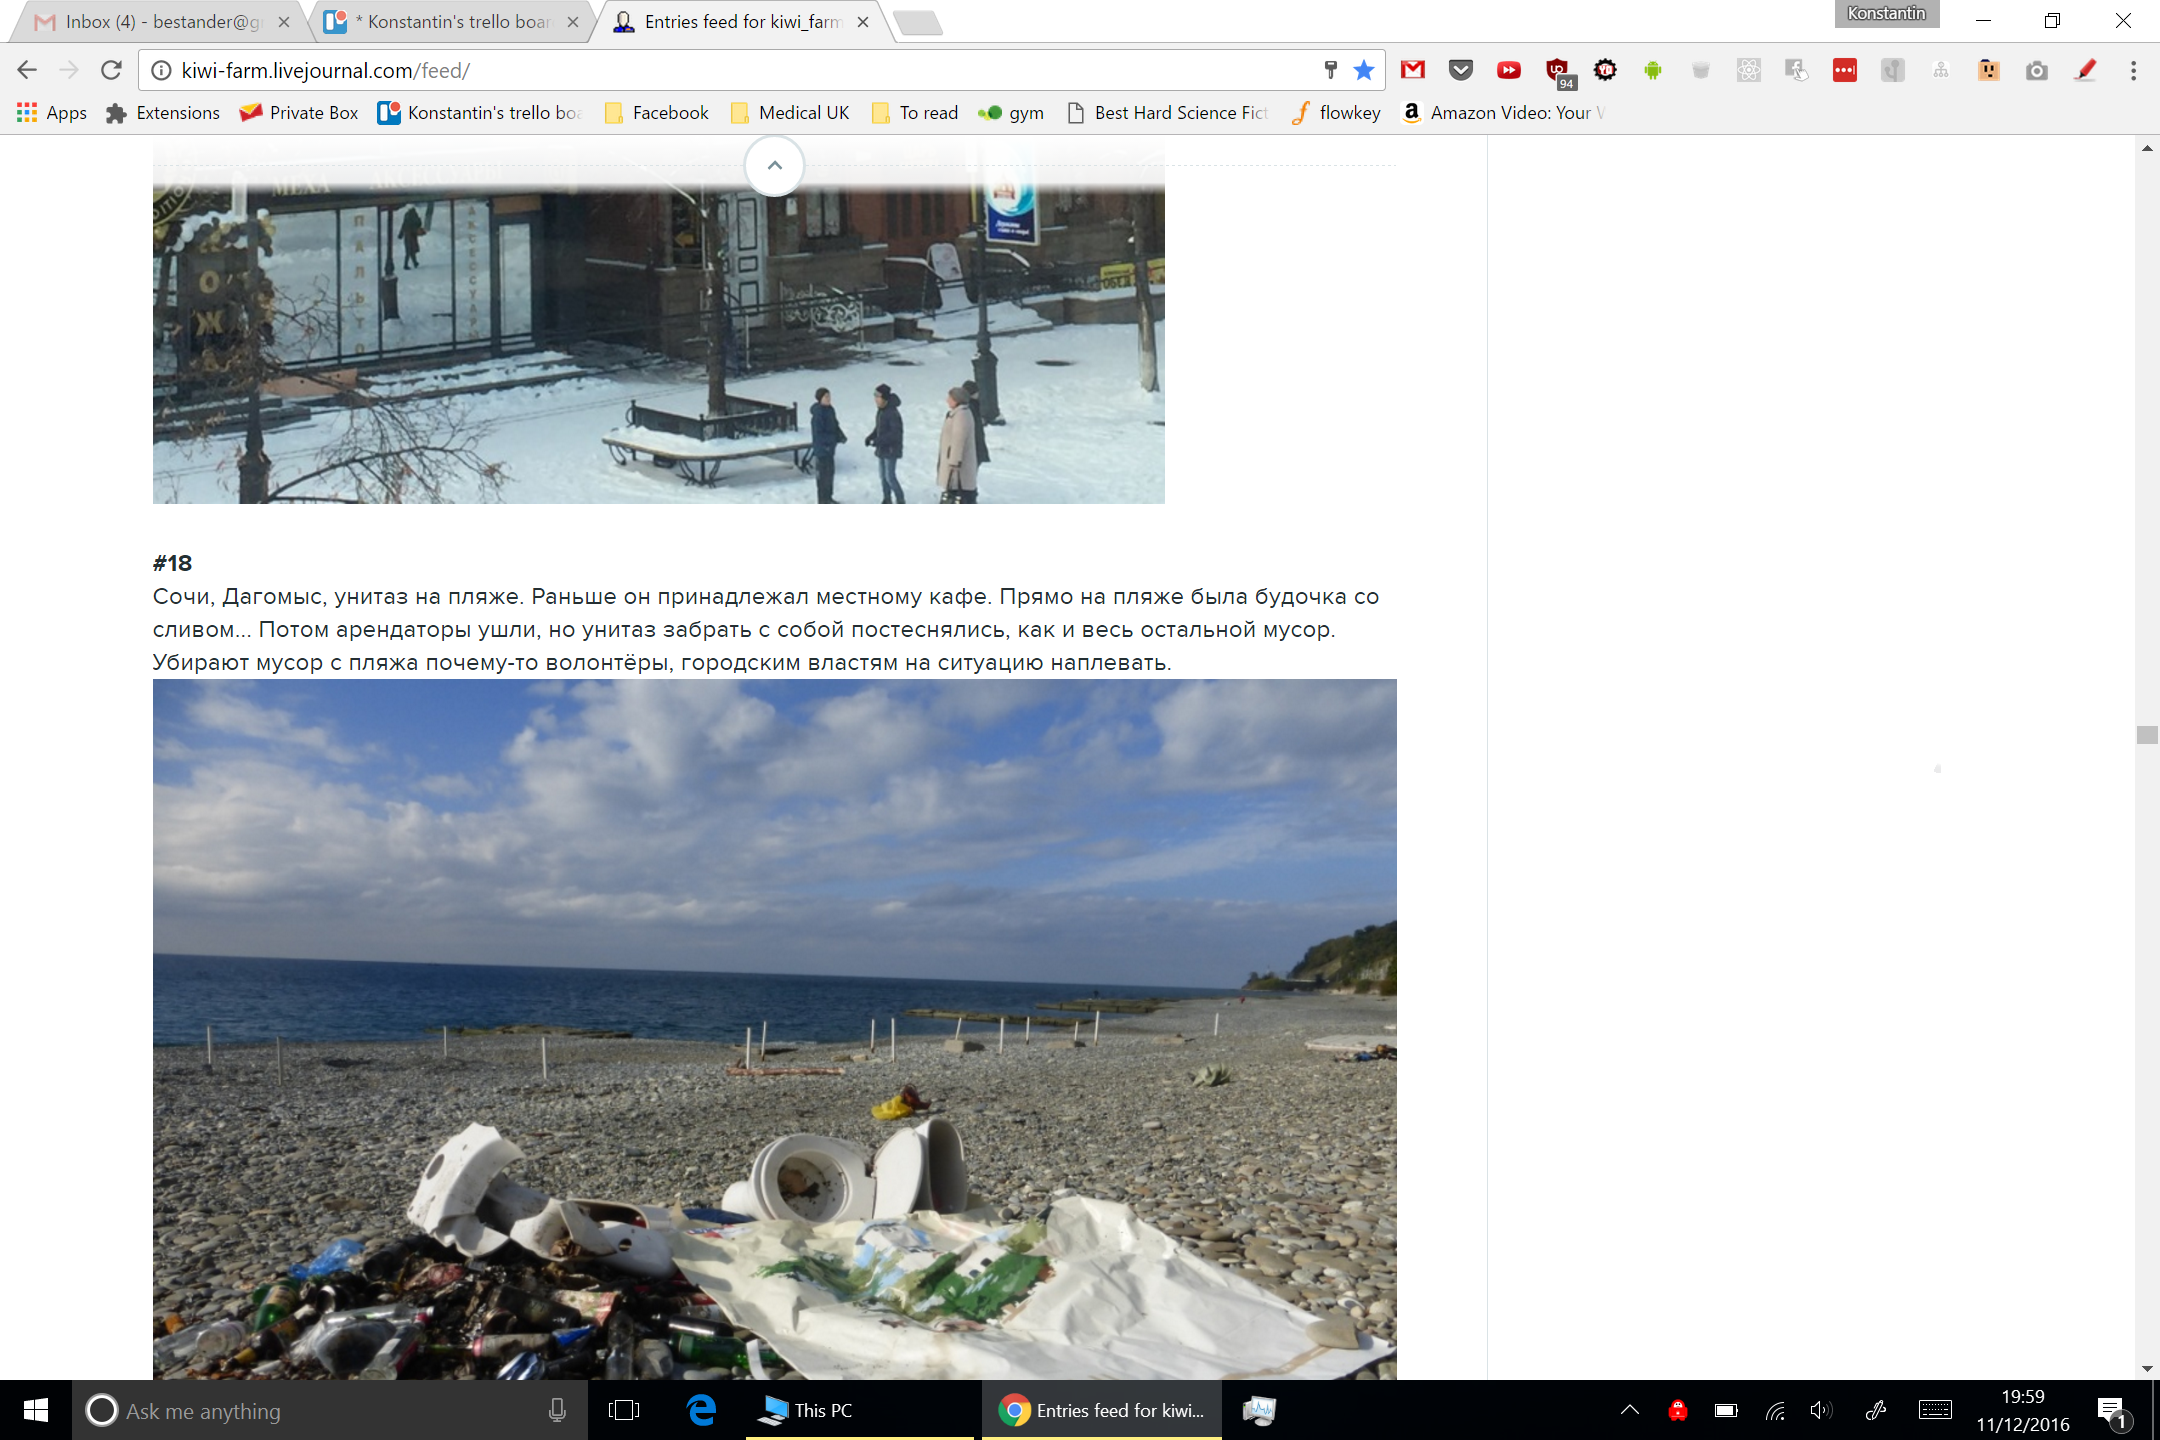 Inbox (4) - bestander@g
* Konstantin's trello boar
Entries feed for kiwi_farm
Konstantin
kiwi-farm.livejournal.com/feed/
94
Apps
Extensions
Private Box
Konstantin's trello bo
Facebook
Medical UK
To read
gym
Best Hard Science Fict
flowkey
Amazon Video: Your
МЕХА АКСЕССУАРЫ
ПАЛЬТО
АКСЕССУАРЫ
#18
Сочи, Дагомыс, унитаз на пляже. Раньше он принадлежал местному кафе. Прямо на пляже была будочка со
сливом... Потом арендаторы ушли, но унитаз забрать с собой постеснялись, как и весь остальной мусор.
Убирают мусор с пляжа почему-то волонтёры, городским властям на ситуацию наплевать.
Ask me anything
This PC
Entries feed for kiwi...
19:59
11/12/2016
1